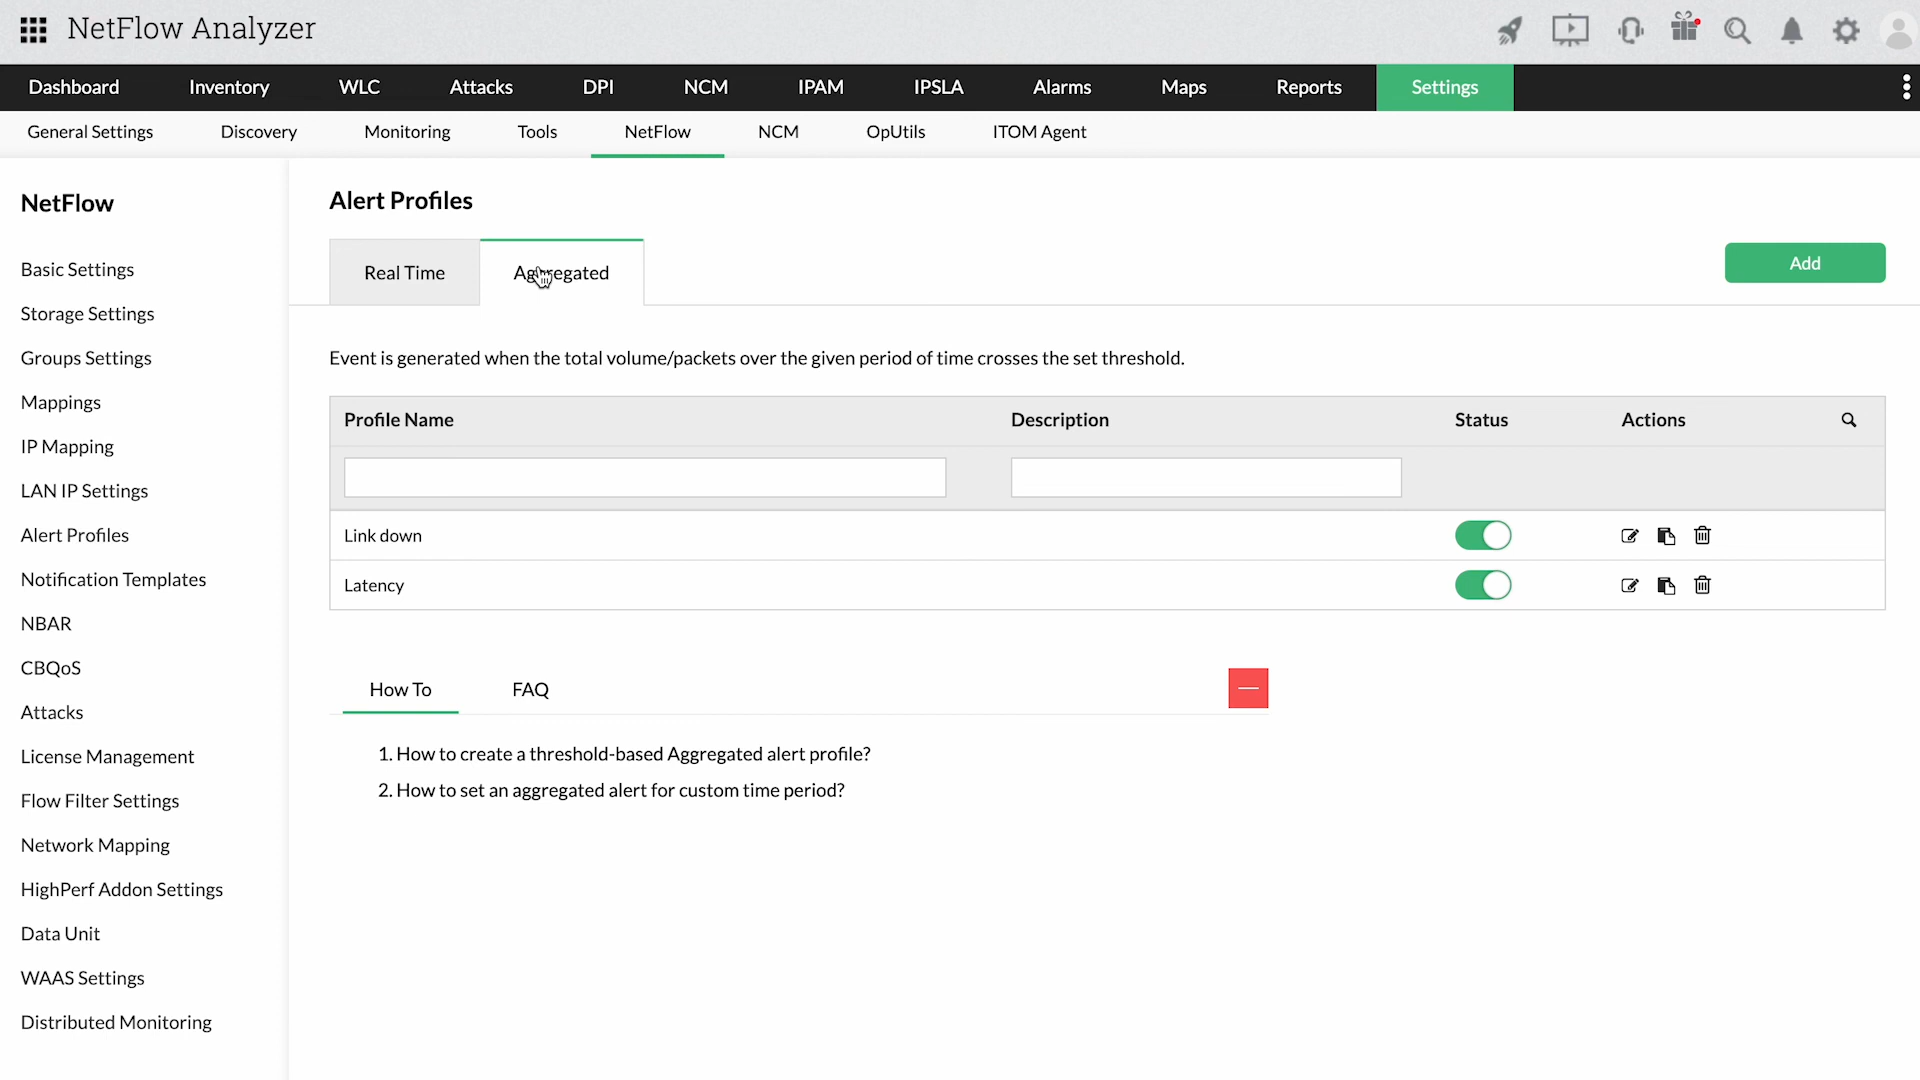 NetFlow Analyzer
Dashboard Inventory WLC Attacks DPI NCM IPAM IPSLA Alarms Maps Reports Settings
General Settings Discovery Monitoring Tools NetFlow NCM OpUtils ITOM Agent
NetFlow
Basic Settings
Storage Settings
Groups Settings
Mappings
IP Mapping
LAN IP Settings
Alert Profiles
Notification Templates
NBAR
CBQoS
Attacks
License Management
Flow Filter Settings
Network Mapping
HighPerf Addon Settings
Data Unit
WAAS Settings
Distributed Monitoring
Alert Profiles
Real Time Aggregated
Add
Event is generated when the total volume/packets over the given period of time crosses the set threshold.
Profile Name Description Status Actions
Link down
Latency
How To FAQ
1. How to create a threshold-based Aggregated alert profile?
2. How to set an aggregated alert for custom time period?